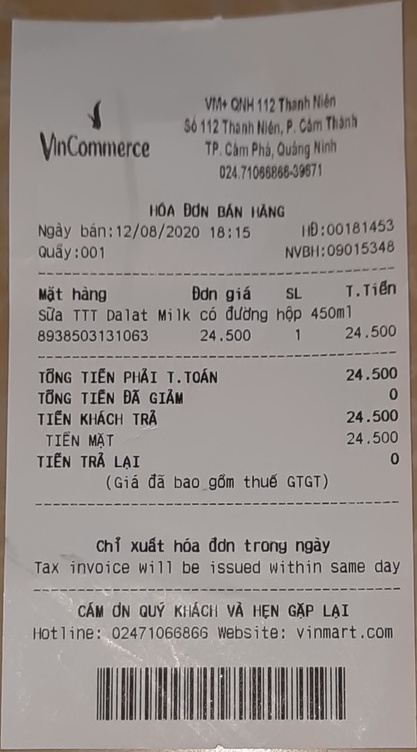 VinCommerce
VM+ QNH 112 Thanh Niên
Số 112 Thanh Niên, P. Cẩm Thành
TP. Cẩm Phả, Quảng Ninh
024.71066866-39671
HÓA ĐƠN BÁN HÀNG
Ngày bán:12/08/2020 18:15 HĐ:00181453
Quầy:001 NVBH:09015348
Mặt hàng Đơn giá SL T.Tiền
Sữa TTT Dalat Milk có đường hộp 450ml
8938503131063 24.500 1 24.500
TỔNG TIỀN PHẢI T.TOÁN 24.500
TỔNG TIỀN ĐÃ GIẢM 0
TIỀN KHÁCH TRẢ 24.500
TIỀN MẶT 24.500
TIỀN TRẢ LẠI 0
(Giá đã bao gồm thuế GTGT)
Chỉ xuất hóa đơn trong ngày
Tax invoice will be issued within same day
CẢM ƠN QUÝ KHÁCH VÀ HẸN GẶP LẠI
Hotline: 02471066866 Website: vinmart.com